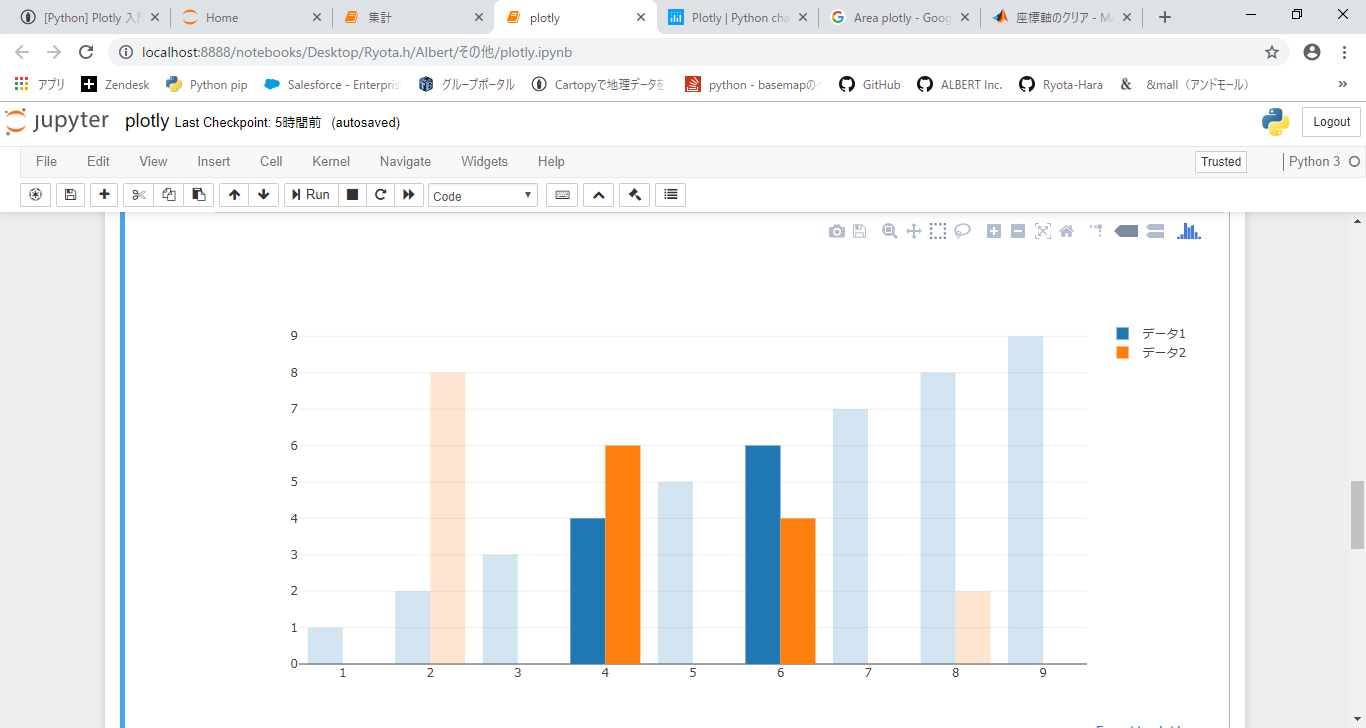 [Python] Plotly 入
Home
集計
plotly
Plotly | Python cha
Area plotly - Goog
座標軸のクリア - MA
localhost:8888/notebooks/Desktop/Ryota.h/Albert/その他/plotly.ipynb
アプリ Zendesk Python pip Salesforce - Enterpris グループポータル Cartopyで地理データを python - basemapの GitHub ALBERT Inc. Ryota-Hara & &mall（アンドモール） »
jupyter plotly Last Checkpoint: 5時間前 (autosaved) Logout
File Edit View Insert Cell Kernel Navigate Widgets Help Trusted Python 3
Run Code
9
8
7
6
5
4
3
2
1
0
1 2 3 4 5 6 7 8 9
データ1
データ2